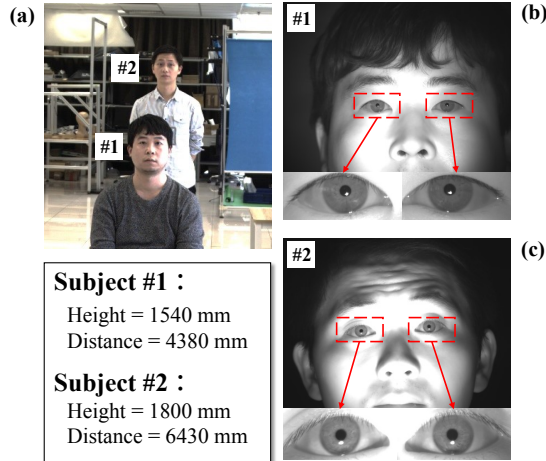 (a)
#2
#1
Subject #1：
Height = 1540 mm
Distance = 4380 mm
Subject #2：
Height = 1800 mm
Distance = 6430 mm
#1
(b)
#2
(c)